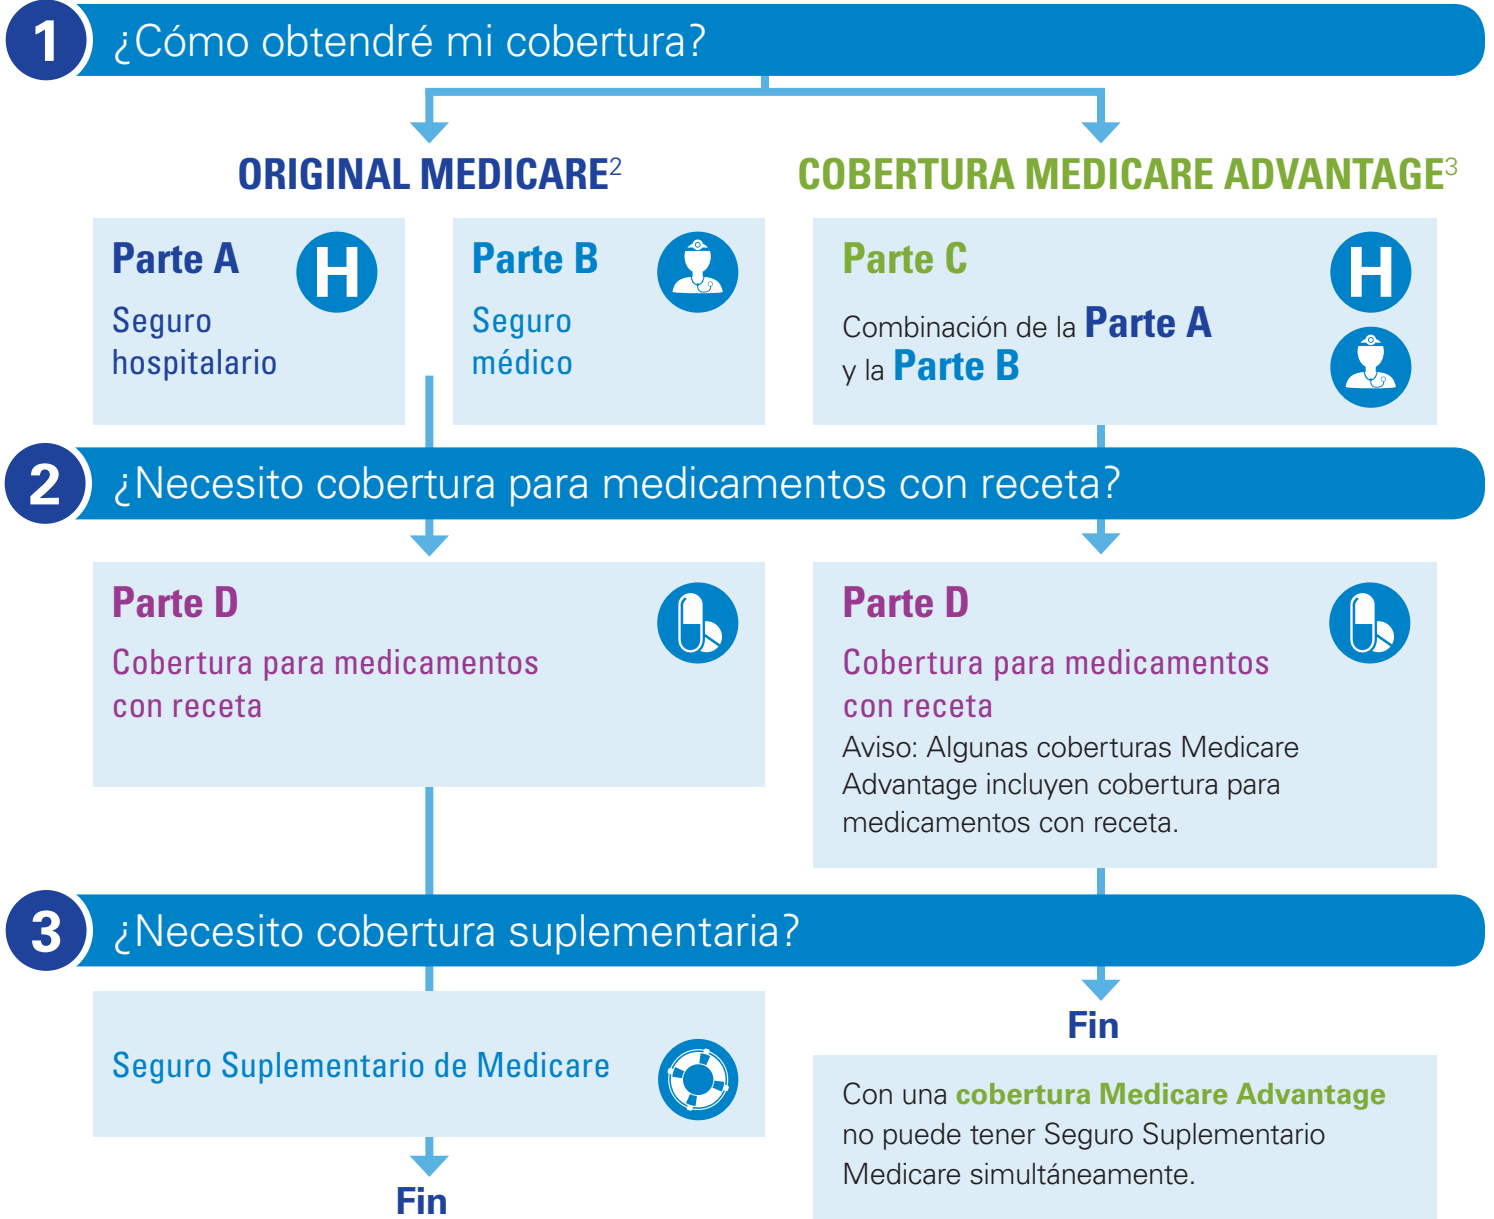 1
¿Cómo obtendré mi cobertura?
ORIGINAL MEDICARE2
Parte A
H
Seguro
hospitalario
Parte B
Seguro
médico
COBERTURA MEDICARE ADVANTAGE3
Parte C
H
Combinación de la Parte A
y la Parte B
2
¿Necesito cobertura para medicamentos con receta?
Parte D
Cobertura para medicamentos
con receta
Parte D
Cobertura para medicamentos
con receta
Aviso: Algunas coberturas Medicare
Advantage incluyen cobertura para
medicamentos con receta.
3
¿Necesito cobertura suplementaria?
Seguro Suplementario de Medicare
Fin
Fin
Con una cobertura Medicare Advantage
no puede tener Seguro Suplementario
Medicare simultáneamente.